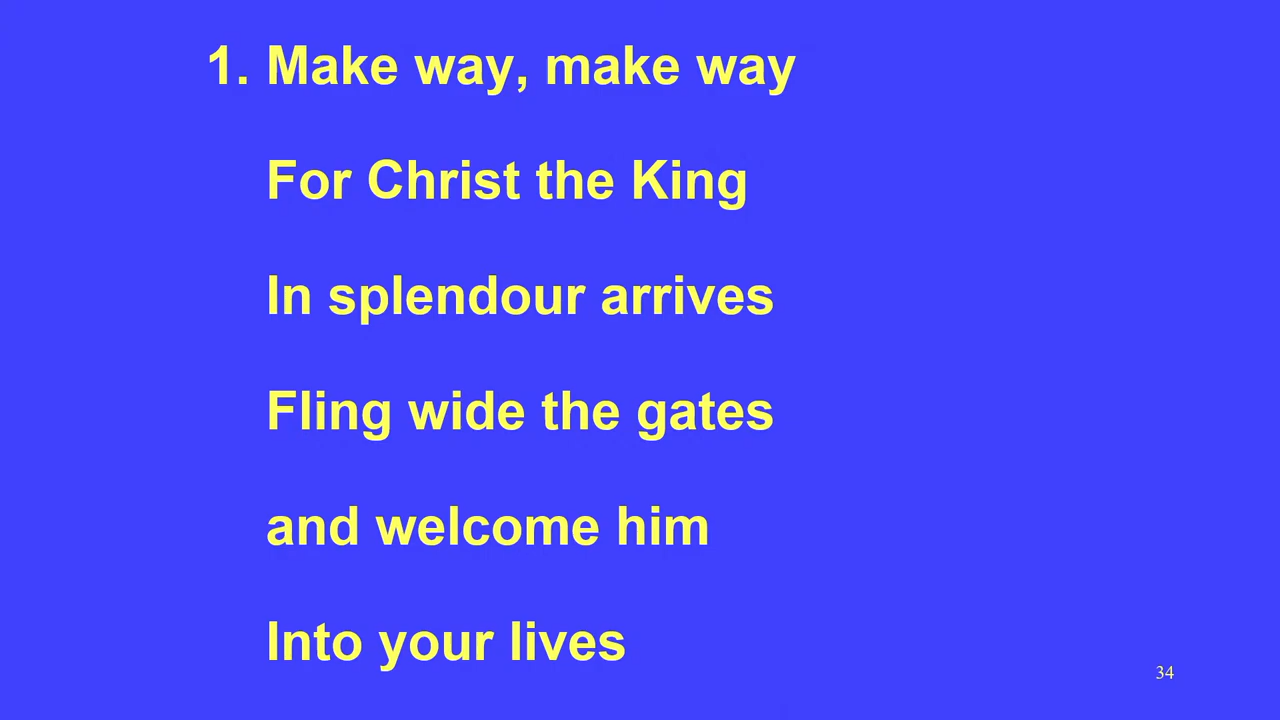 1. Make way, make way
For Christ the King
In splendour arrives
Fling wide the gates
and welcome him
Into your lives
34